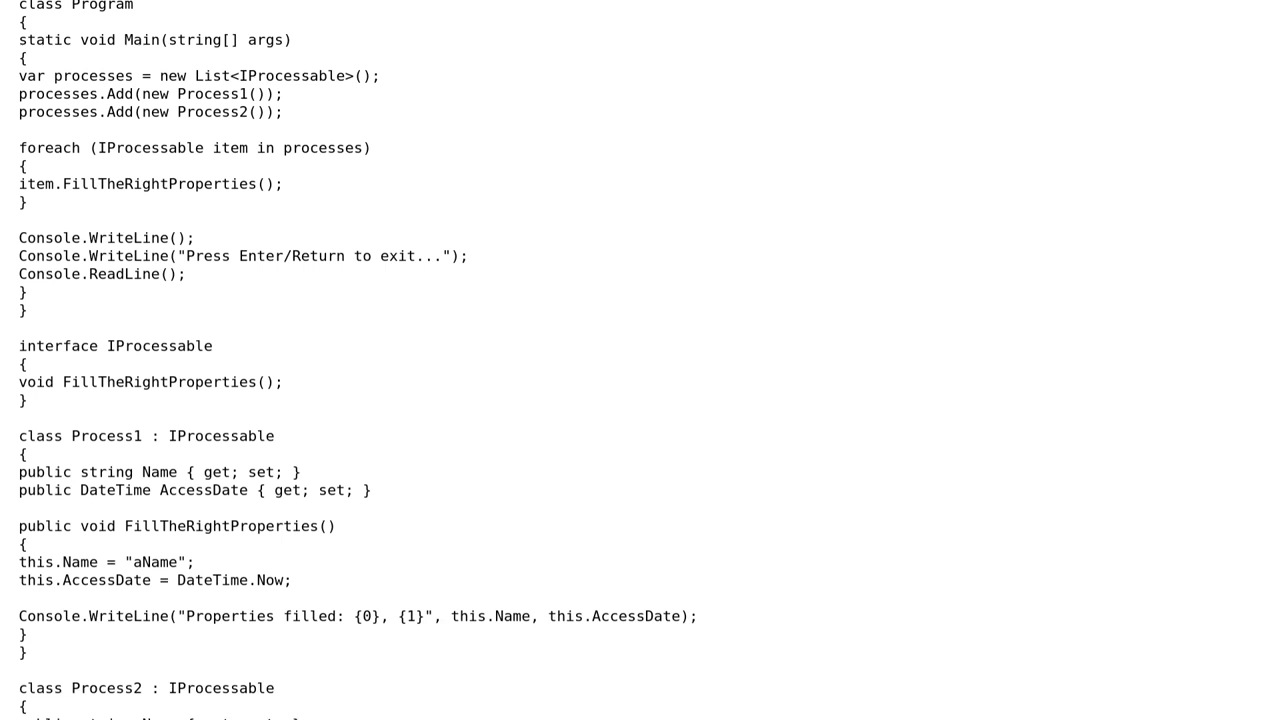 class Program
{
static void Main(string[] args)
{
var processes = new List<IProcessable>();
processes.Add(new Process1());
processes.Add(new Process2());

foreach (IProcessable item in processes)
{
item.FillTheRightProperties();
}

Console.WriteLine();
Console.WriteLine("Press Enter/Return to exit...");
Console.ReadLine();
}
}

interface IProcessable
{
void FillTheRightProperties();
}

class Process1 : IProcessable
{
public string Name { get; set; }
public DateTime AccessDate { get; set; }

public void FillTheRightProperties()
{
this.Name = "aName";
this.AccessDate = DateTime.Now;

Console.WriteLine("Properties filled: {0}, {1}", this.Name, this.AccessDate);
}
}

class Process2 : IProcessable
{